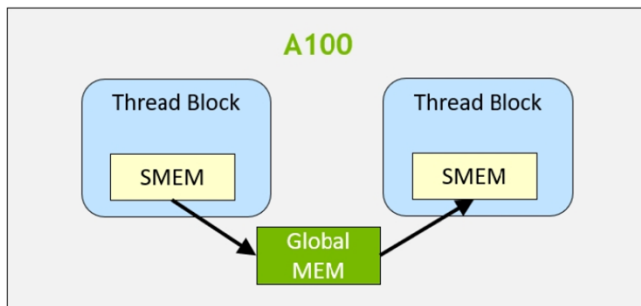 A100
Thread Block
Thread Block
SMEM
SMEM
Global
MEM